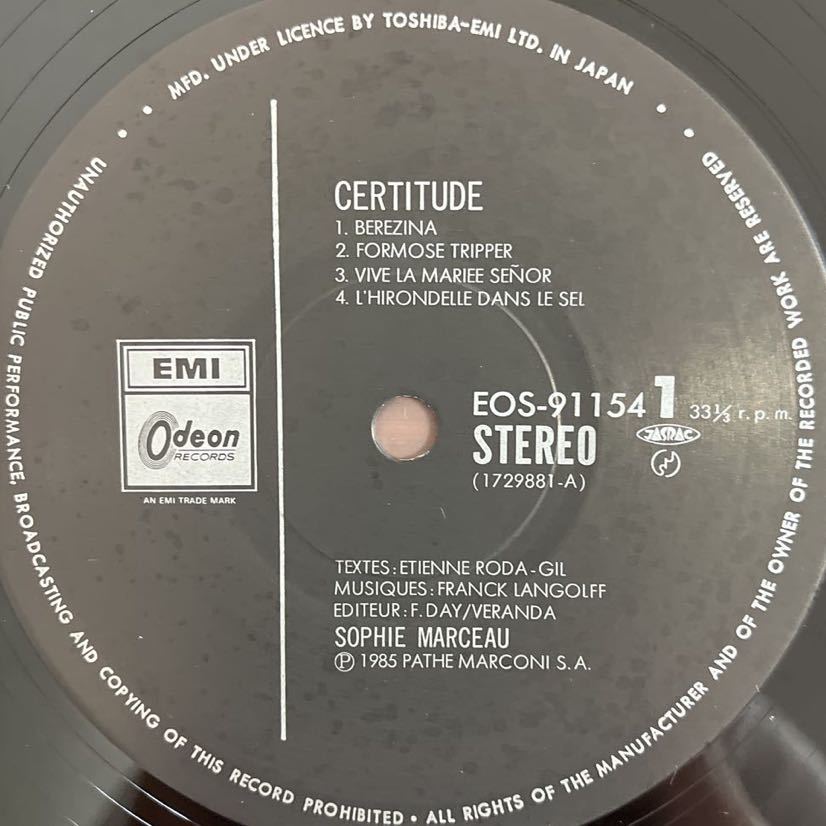 MFD. UNDER LICENCE BY TOSHIBA-EMI LTD. IN JAPAN
CERTITUDE
1. BEREZINA
2. FORMOSE TRIPPER
3. VIVE LA MARIEE SEÑOR
4. L'HIRONDELLE DANS LE SEL
EMI
Odeon
RECORDS
AN EMI TRADE MARK
EOS-91154 1 33⅓ r.p.m.
STEREO JASRAC
(1729881-A)
TEXTES: ETIENNE RODA-GIL
MUSIQUES: FRANCK LANGOLFF
EDITEUR: F. DAY/VERANDA
SOPHIE MARCEAU
Ⓟ 1985 PATHE MARCONI S.A.
UNAUTHORIZED PUBLIC PERFORMANCE, BROADCASTING AND COPYING OF THIS RECORD PROHIBITED • ALL RIGHTS OF THE MANUFACTURER AND OF THE OWNER OF THE RECORDED WORK ARE RESERVED